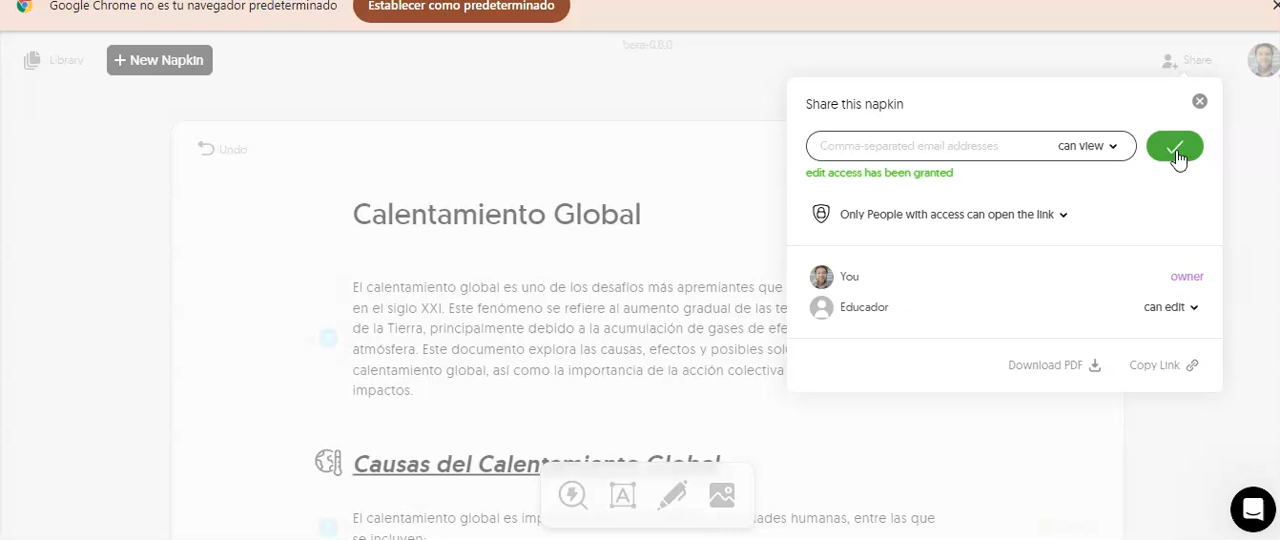 Google Chrome no es tu navegador predeterminado
Establecer como predeterminado
beta-0.8.0
Library
+ New Napkin
Share
Share this napkin
Comma-separated email addresses
can view
edit access has been granted
Only People with access can open the link
You
owner
Educador
can edit
Download PDF
Copy Link
Undo
Calentamiento Global
El calentamiento global es uno de los desafíos más apremiantes que
en el siglo XXI. Este fenómeno se refiere al aumento gradual de las
de la Tierra, principalmente debido a la acumulación de gases de
atmósfera. Este documento explora las causas, efectos y posibles
calentamiento global, así como la importancia de la acción colectiva
impactos.
Causas del Calentamiento Global
El calentamiento global es humanas, entre las que
se incluyen:
A